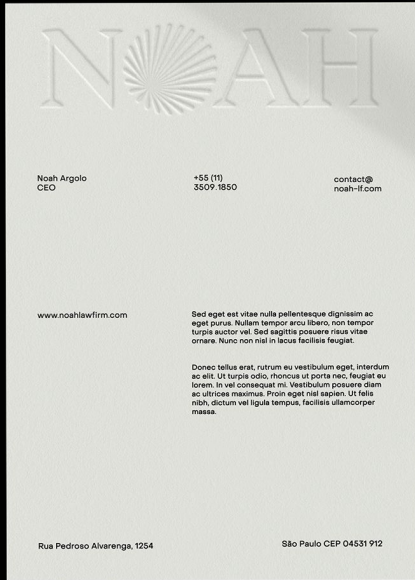 NOAH
Noah Argolo
CEO
+55 (11)
3509.1850
contact@
noah-lf.com
www.noahlawfirm.com
Sed eget est vitae nulla pellentesque dignissim ac
eget purus. Nullam tempor arcu libero, non tempor
turpis auctor vel. Sed sagittis posuere risus vitae
ornare. Nunc non nisl in lacus facilisis feugiat.
Donec tellus erat, rutrum eu vestibulum eget, interdum
ac elit. Ut turpis odio, rhoncus ut porta nec, feugiat eu
lorem. In vel consequat mi. Vestibulum posuere diam
ac ultrices maximus. Proin eget nisl sapien. Ut felis
nibh, dictum vel ligula tempus, facilisis ullamcorper
massa.
Rua Pedroso Alvarenga, 1254
São Paulo CEP 04531 912